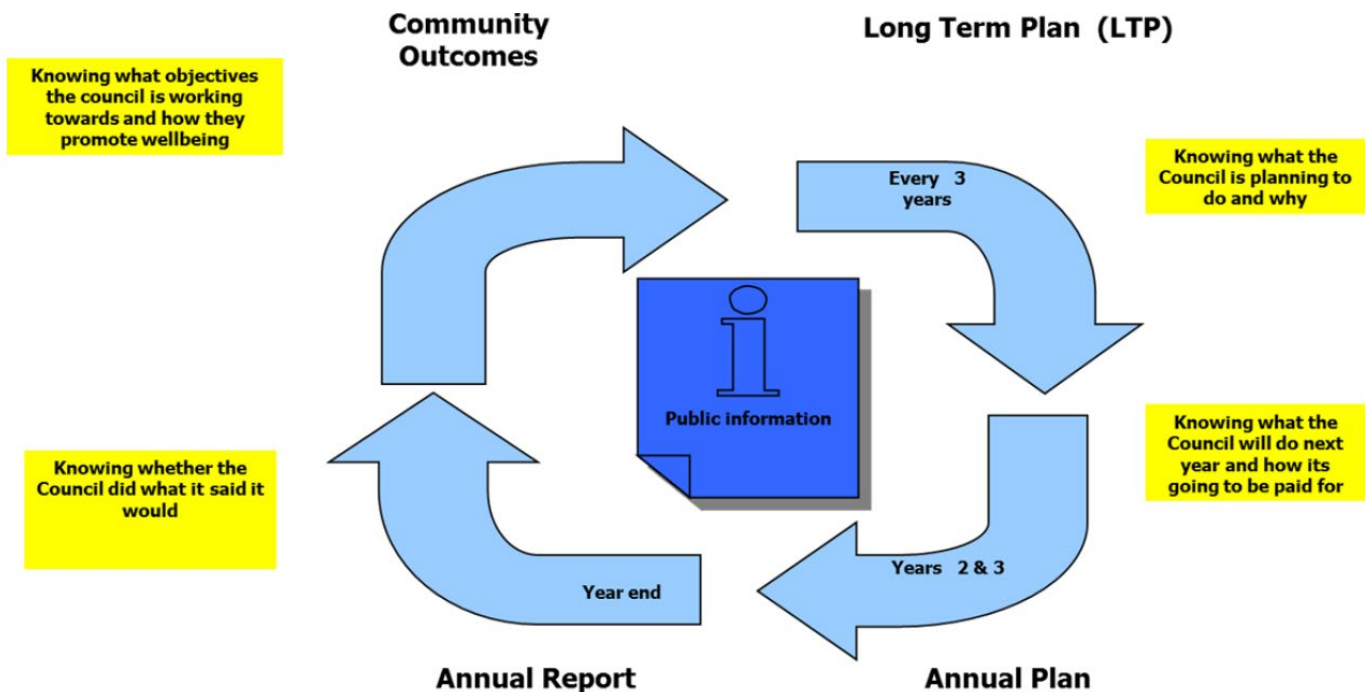 Community
Outcomes
Long Term Plan (LTP)
Knowing what objectives
the council is working
towards and how they
promote wellbeing
Every 3
years
Knowing what the
Council is planning to
do and why
Public information
Knowing whether the
Council did what it said it
would
Knowing what the
Council will do next
year and how its
going to be paid for
Year end
Years 2 & 3
Annual Report
Annual Plan